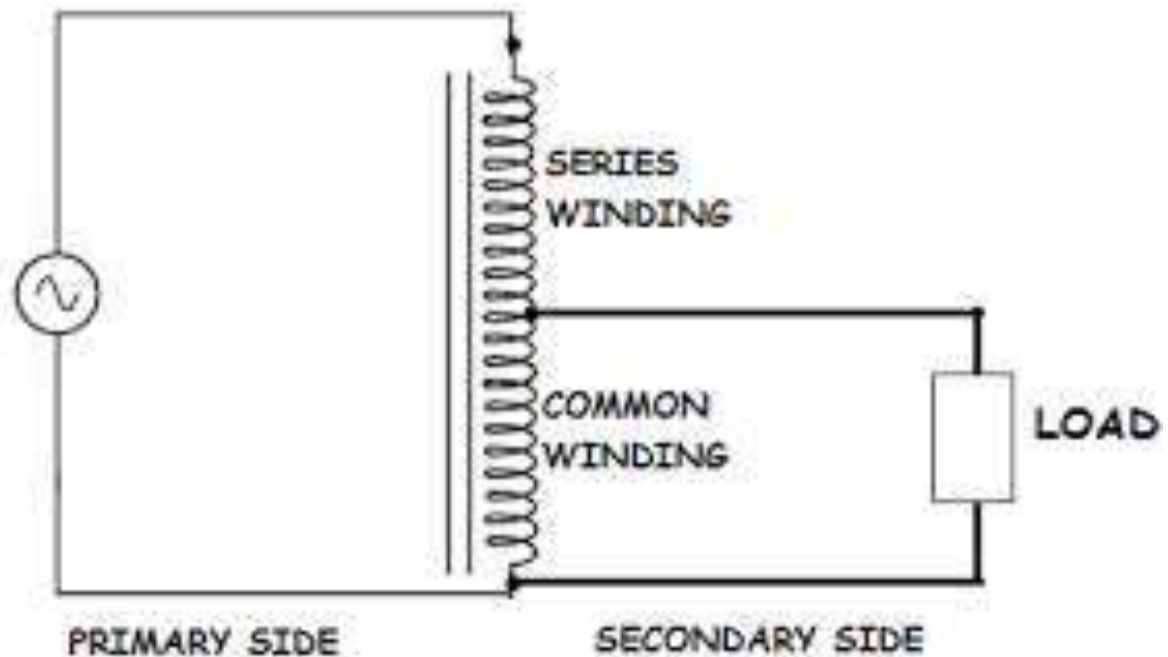 SERIES
WINDING
COMMON
WINDING
LOAD
PRIMARY SIDE
SECONDARY SIDE